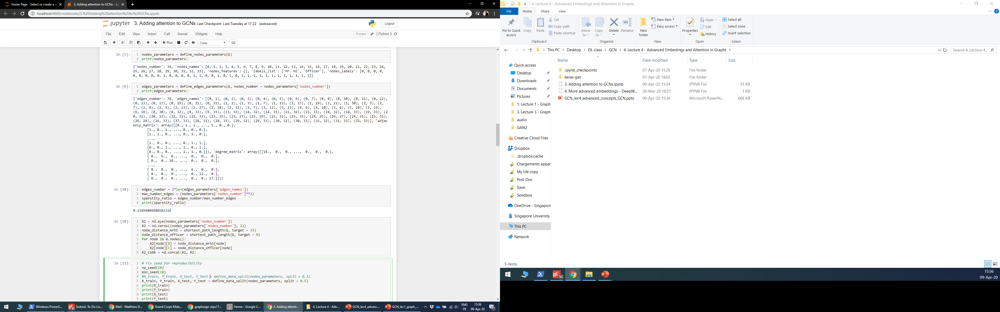 Home Page - Select or create a n
3. Adding attention to GCNs - Ju
localhost:8888/notebooks/3.%20Adding%20attention%20to%20GCNs.ipynb
jupyter 3. Adding attention to GCNs Last Checkpoint: Last Tuesday at 17:22 (autosaved)
Logout
File Edit View Insert Cell Kernel Widgets Help
Trusted Python 3
Run Code
In [5]:
1 nodes_parameters = define_nodes_parameters(G)
2 print(nodes_parameters)
{'nodes_number': 34, 'nodes_names': [0, 1, 2, 3, 4, 5, 6, 7, 8, 9, 10, 11, 12, 13, 14, 15, 16, 17, 18, 19, 20, 21, 22, 23, 24,
25, 26, 27, 28, 29, 30, 31, 32, 33], 'nodes_features': [], 'labels_list': ['Mr. Hi', 'Officer'], 'nodes_labels': [0, 0, 0, 0,
0, 0, 0, 0, 0, 1, 0, 0, 0, 0, 1, 1, 0, 0, 1, 0, 1, 0, 1, 1, 1, 1, 1, 1, 1, 1, 1, 1, 1, 1]}
In [6]:
1 edges_parameters = define_edges_parameters(G, nodes_number = nodes_parameters['nodes_number'])
2 print(edges_parameters)
{'edges_number': 78, 'edges_names': [(0, 1), (0, 2), (0, 3), (0, 4), (0, 5), (0, 6), (0, 7), (0, 8), (0, 10), (0, 11), (0, 12),
(0, 13), (0, 17), (0, 19), (0, 21), (0, 31), (1, 2), (1, 3), (1, 7), (1, 13), (1, 17), (1, 19), (1, 21), (1, 30), (2, 3), (2,
7), (2, 8), (2, 9), (2, 13), (2, 27), (2, 28), (2, 32), (3, 7), (3, 12), (3, 13), (4, 6), (4, 10), (5, 6), (5, 10), (5, 16),
(6, 16), (8, 30), (8, 32), (8, 33), (9, 33), (13, 33), (14, 32), (14, 33), (15, 32), (15, 33), (18, 32), (18, 33), (19, 33), (2
0, 32), (20, 33), (22, 32), (22, 33), (23, 25), (23, 27), (23, 29), (23, 32), (23, 33), (24, 25), (24, 27), (24, 31), (25, 31),
(26, 29), (26, 33), (27, 33), (28, 31), (28, 33), (29, 32), (29, 33), (30, 32), (30, 33), (31, 32), (31, 33), (32, 33)], 'adjac
ency_matrix': array([[0., 1., 1., ..., 1., 0., 0.],
[1., 0., 1., ..., 0., 0., 0.],
[1., 1., 0., ..., 0., 1., 0.],
...,
[1., 0., 0., ..., 0., 1., 1.],
[0., 0., 1., ..., 1., 0., 1.],
[0., 0., 0., ..., 1., 1., 0.]]), 'degree_matrix': array([[16., 0., 0., ..., 0., 0., 0.],
[ 0., 9., 0., ..., 0., 0., 0.],
[ 0., 0., 10., ..., 0., 0., 0.],
...,
[ 0., 0., 0., ..., 6., 0., 0.],
[ 0., 0., 0., ..., 0., 12., 0.],
[ 0., 0., 0., ..., 0., 0., 17.]])}
In [10]:
1 edges_number = 2*len(edges_parameters['edges_names'])
2 max_number_edges = (nodes_parameters['nodes_number']**2)
3 sparstity_ratio = edges_number/max_number_edges
4 print(sparstity_ratio)
0.13494809688581316
In [10]:
1 X1 = nd.eye(nodes_parameters['nodes_number'])
2 X2 = nd.zeros((nodes_parameters['nodes_number'], 2))
3 node_distance_mrhi = shortest_path_length(G, target = 33)
4 node_distance_officer = shortest_path_length(G, target = 0)
5 for node in G.nodes():
6 X2[node][0] = node_distance_mrhi[node]
7 X2[node][1] = node_distance_officer[node]
8 X2_comb = nd.concat(X1, X2)
In [11]:
1 # Fix seed for reproducibility
2 np_seed(10)
3 mxn_seed(10)
4 #X_train, Y_train, X_test, Y_test = define_data_split(nodes_parameters, split = 0.3)
5 X_train, Y_train, X_test, Y_test = define_data_split(nodes_parameters, split = 0.5)
6 print(X_train)
7 print(Y_train)
8 print(X_test)
9 print(Y_test)
Windows PowerS...
Todoist: To-Do Lis...
Mail - Matthieu D...
Grand Corps Mala...
graphsage-nips17...
Home - Google C...
3. Adding attenti...
4. Lecture 4 - Adv...
GCN_lec4_advanc...
GCN_lec1_graph_...
ENG
FR
15:36
09-Apr-20
17
4. Lecture 4 - Advanced Embedings and Attention in Graphs
File Home Share View
Pin to Quick access
Copy
Paste
Cut
Copy path
Paste shortcut
Clipboard
Move to
Copy to
Delete
Rename
Organize
New folder
New item
Easy access
New
Properties
Open
Edit
History
Open
Select all
Select none
Invert selection
Select
This PC > Desktop > DL class > GCN > 4. Lecture 4 - Advanced Embedings and Attention in Graphs >
Search 4. Lecture 4...
Quick access
Desktop
Downloads
Documents
Pictures
1. Lecture 1 - Graph
3. Lecture 3 - Graph
audio
GAN2
Creative Cloud Files
Dropbox
.dropbox.cache
Chargements appar
My life copy
Post-Doc
Save
Sendbox
OneDrive - Singapore
Singapore University
This PC
Network
Name Date modified Type Size
.ipynb_checkpoints 07-Apr-20 15:26 File folder
keras-gat 07-Apr-20 18:02 File folder
3. Adding attention to GCNs.ipynb 09-Apr-20 15:34 IPYNB File 35 KB
4. More advanced embeddings - DeepW... 30-Mar-20 18:57 IPYNB File 1 KB
GCN_lec4_advanced_concepts_GCN.pptx 09-Apr-20 15:36 Microsoft PowerPo... 668 KB
5 items
10
15:36
09-Apr-20